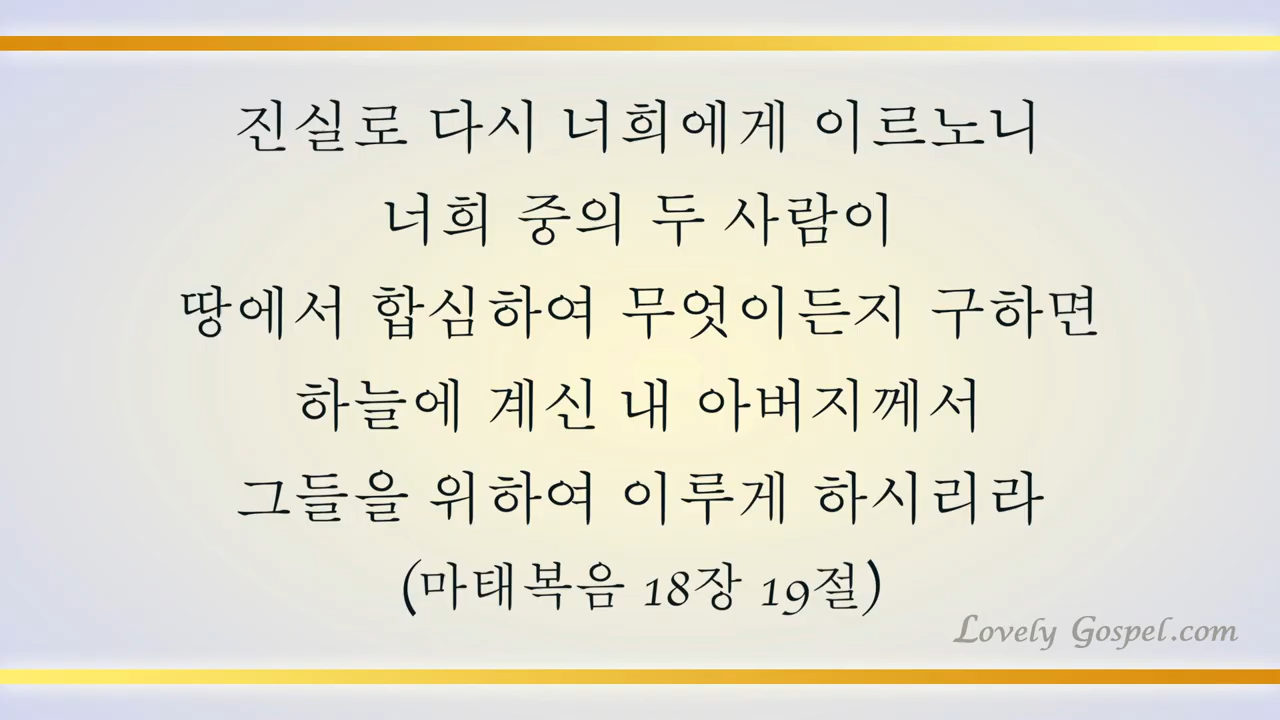 진실로 다시 너희에게 이르노니
너희 중의 두 사람이
땅에서 합심하여 무엇이든지 구하면
하늘에 계신 내 아버지께서
그들을 위하여 이루게 하시리라
(마태복음 18장 19절)
Lovely Gospel.com